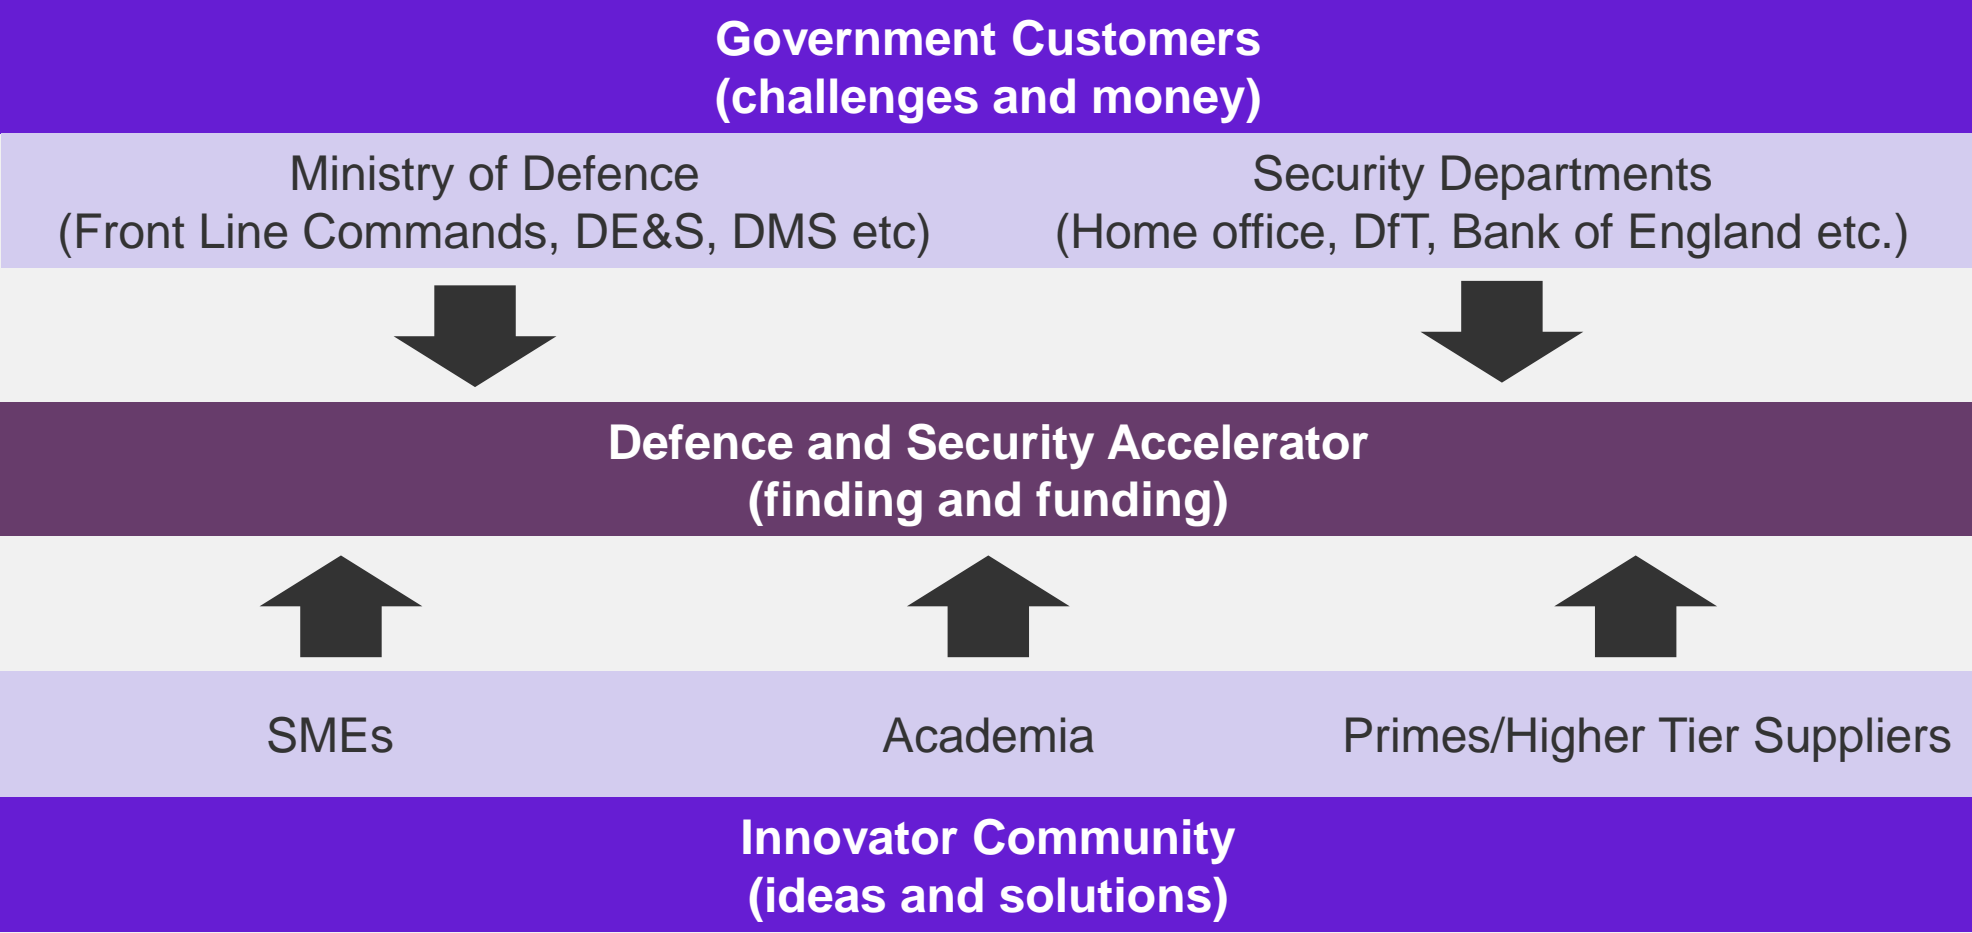 Government Customers
(challenges and money)
Ministry of Defence
(Front Line Commands, DE&S, DMS etc)
Security Departments
(Home office, DfT, Bank of England etc.)
Defence and Security Accelerator
(finding and funding)
SMEs
Academia
Primes/Higher Tier Suppliers
Innovator Community
(ideas and solutions)